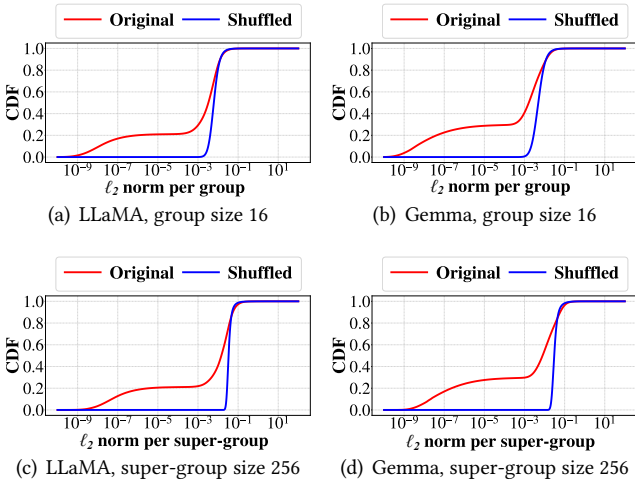 Original Shuffled Original Shuffled
CDF 1.0 0.8 0.6 0.4 0.2 0.0
10⁻⁹ 10⁻⁷ 10⁻⁵ 10⁻³ 10⁻¹ 10¹
ℓ₂ norm per group
(a) LLaMA, group size 16
CDF 1.0 0.8 0.6 0.4 0.2 0.0
10⁻⁹ 10⁻⁷ 10⁻⁵ 10⁻³ 10⁻¹ 10¹
ℓ₂ norm per group
(b) Gemma, group size 16
Original Shuffled Original Shuffled
CDF 1.0 0.8 0.6 0.4 0.2 0.0
10⁻⁹ 10⁻⁷ 10⁻⁵ 10⁻³ 10⁻¹ 10¹
ℓ₂ norm per super-group
(c) LLaMA, super-group size 256
CDF 1.0 0.8 0.6 0.4 0.2 0.0
10⁻⁹ 10⁻⁷ 10⁻⁵ 10⁻³ 10⁻¹ 10¹
ℓ₂ norm per super-group
(d) Gemma, super-group size 256